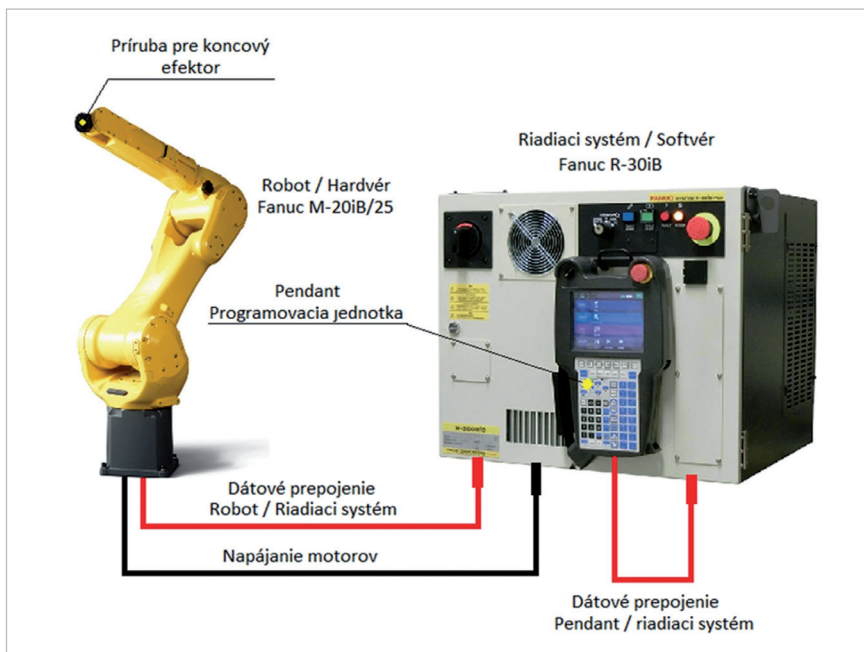 Príruba pre koncový
efektor
Riadiaci systém / Softvér
Fanuc R-30iB
Robot / Hardvér
Fanuc M-20iB/25
FANUC
Pendant
Programovacia jednotka
Dátové prepojenie
Robot / Riadiaci systém
Napájanie motorov
Dátové prepojenie
Pendant / riadiaci systém